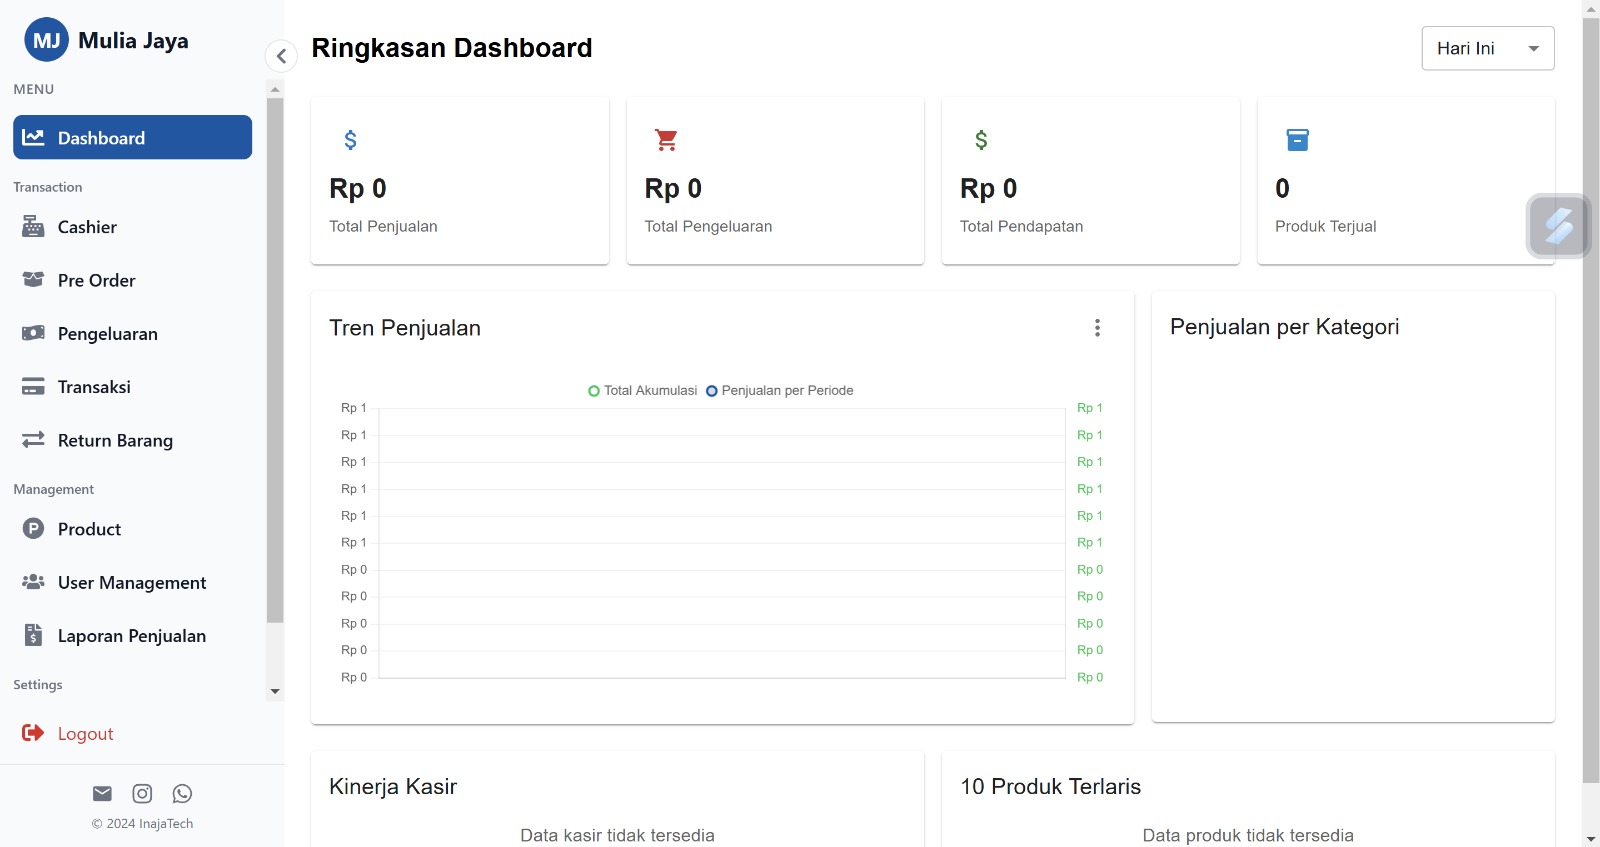 MJ Mulia Jaya
MENU
Dashboard
Transaction
Cashier
Pre Order
Pengeluaran
Transaksi
Return Barang
Management
Product
User Management
Laporan Penjualan
Settings
Logout
© 2024 InajaTech
Ringkasan Dashboard
Hari Ini
Rp 0
Total Penjualan
Rp 0
Total Pengeluaran
Rp 0
Total Pendapatan
0
Produk Terjual
Tren Penjualan
Total Akumulasi Penjualan per Periode
Rp 1 Rp 1
Rp 1 Rp 1
Rp 1 Rp 1
Rp 1 Rp 1
Rp 1 Rp 1
Rp 1 Rp 1
Rp 0 Rp 0
Rp 0 Rp 0
Rp 0 Rp 0
Rp 0 Rp 0
Rp 0 Rp 0
Penjualan per Kategori
Kinerja Kasir
Data kasir tidak tersedia
10 Produk Terlaris
Data produk tidak tersedia